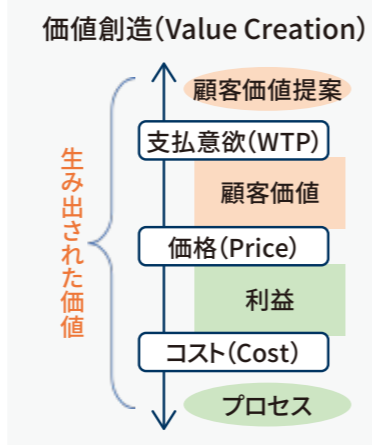 価値創造（Value Creation）
顧客価値提案
支払意欲（WTP）
顧客価値
価格（Price）
利益
コスト（Cost）
プロセス
生み出された価値